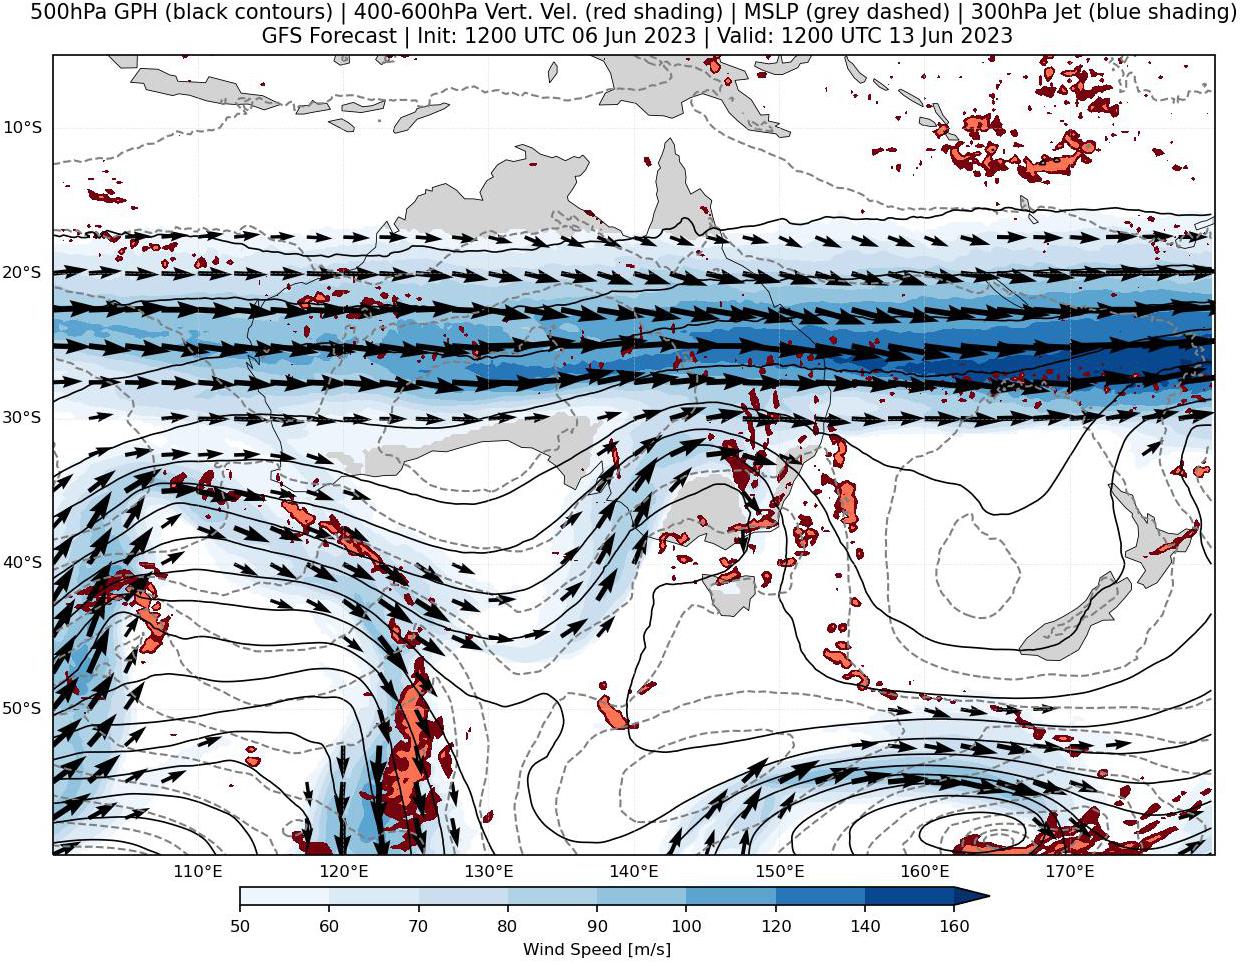 500hPa GPH (black contours) | 400-600hPa Vert. Vel. (red shading) | MSLP (grey dashed) | 300hPa Jet (blue shading)
GFS Forecast | Init: 1200 UTC 06 Jun 2023 | Valid: 1200 UTC 13 Jun 2023
10°S
20°S
30°S
40°S
50°S
110°E 120°E 130°E 140°E 150°E 160°E 170°E
50 60 70 80 90 100 120 140 160
Wind Speed [m/s]